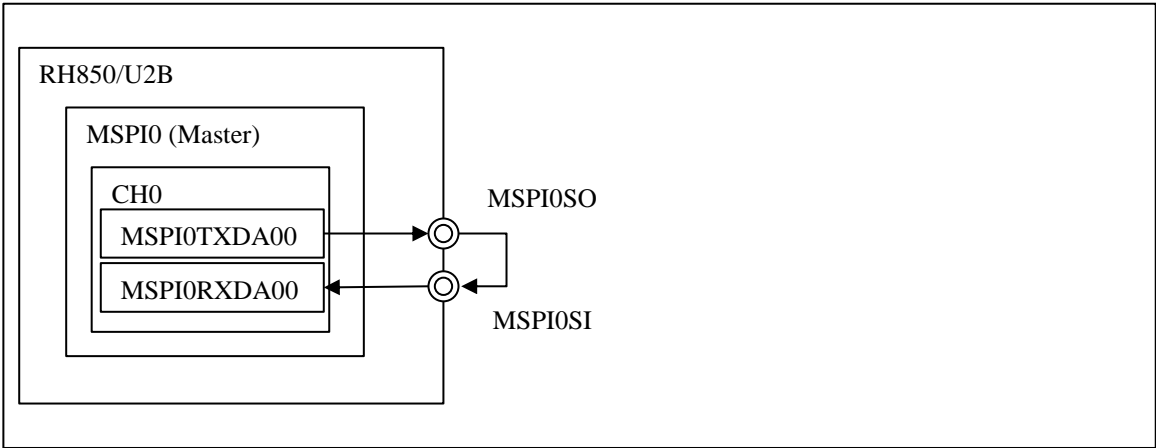 RH850/U2B
MSPI0 (Master)
CH0
MSPI0TXDA00
MSPI0RXDA00
MSPI0SO
MSPI0SI